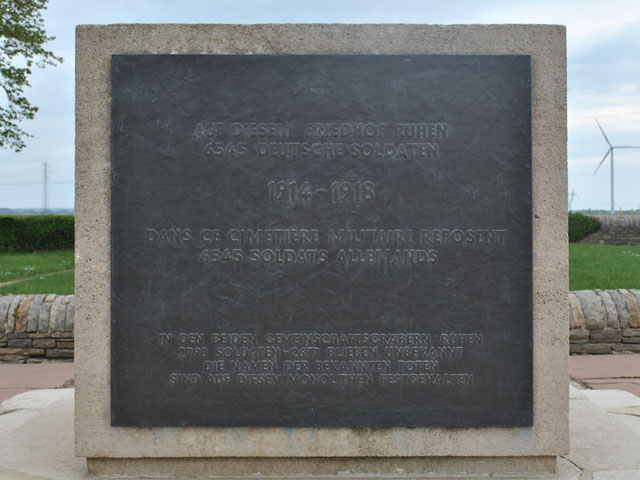 AUF DIESEM FRIEDHOF RUHEN
6545 DEUTSCHE SOLDATEN
1914-1918
DANS CE CIMETIERE MILITAIRE REPOSENT
6545 SOLDATS ALLEMANDS
IN DEN BEIDEN GEMEINSCHAFTSGRÄBERN RUHEN
2790 SOLDATEN-2677 BLIEBEN UNBEKANNT
DIE NAMEN DER BEKANNTEN TOTEN
SIND AUF DIESEM MONOLITHEN FESTGEHALTEN